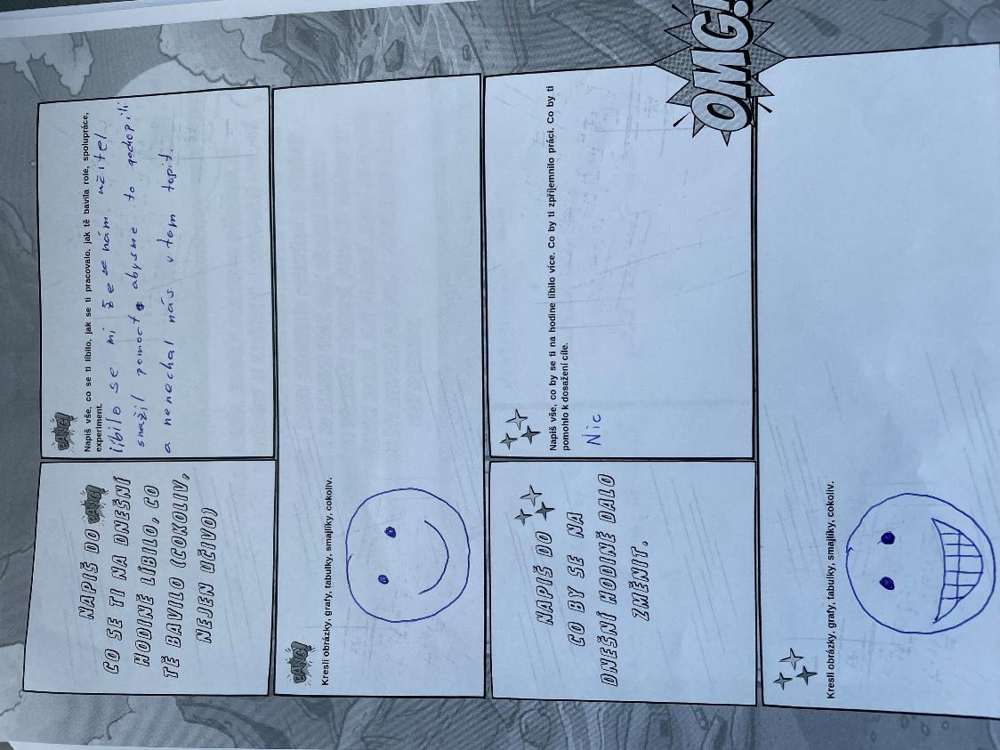 NAPIŠ DO BANG!
CO SE TI NA DNEŠNÍ
HODINĚ LÍBILO, CO
TĚ BAVILO (COKOLIV,
NEJEN UČIVO)
BANG!
Napiš vše, co se ti líbilo, jak se ti pracovalo, jak tě bavila role, spolupráce,
experiment.
líbilo se mi že se nám učitel
snažil pomoct abysme to pochopili
a nenechal nás v tom topit.
BANG!
Kresli obrázky, grafy, tabulky, smajlíky, cokoliv.
NAPIŠ DO
CO BY SE NA
DNEŠNÍ HODINĚ DALO
ZMĚNIT.
Napiš vše, co by se ti na hodině líbilo více. Co by ti zpříjemnilo práci. Co by ti
pomohlo k dosažení cíle.
Nic
OMG!
Kresli obrázky, grafy, tabulky, smajlíky, cokoliv.